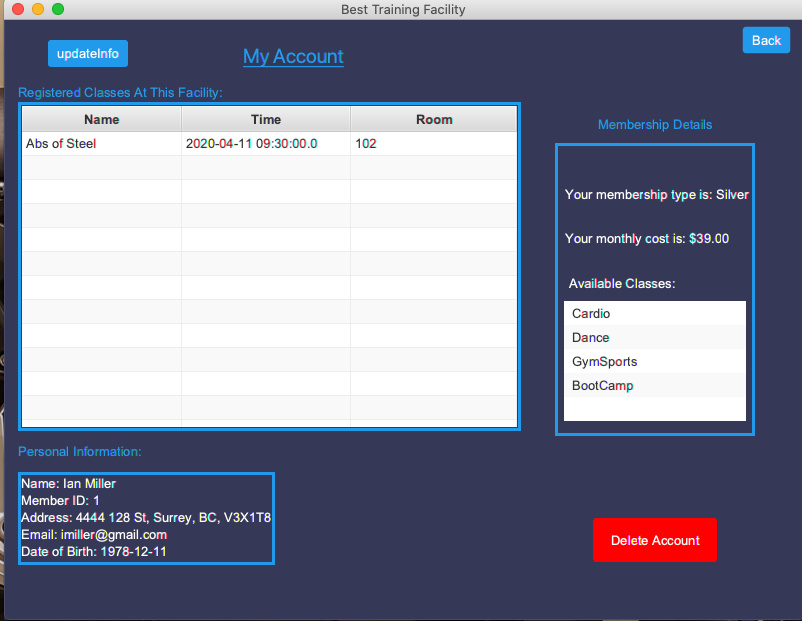 Best Training Facility
updateInfo
My Account
Back
Registered Classes At This Facility:
Name Time Room
Abs of Steel 2020-04-11 09:30:00.0 102
Membership Details
Your membership type is: Silver
Your monthly cost is: $39.00
Available Classes:
Cardio
Dance
GymSports
BootCamp
Personal Information:
Name: Ian Miller
Member ID: 1
Address: 4444 128 St, Surrey, BC, V3X1T8
Email: imiller@gmail.com
Date of Birth: 1978-12-11
Delete Account